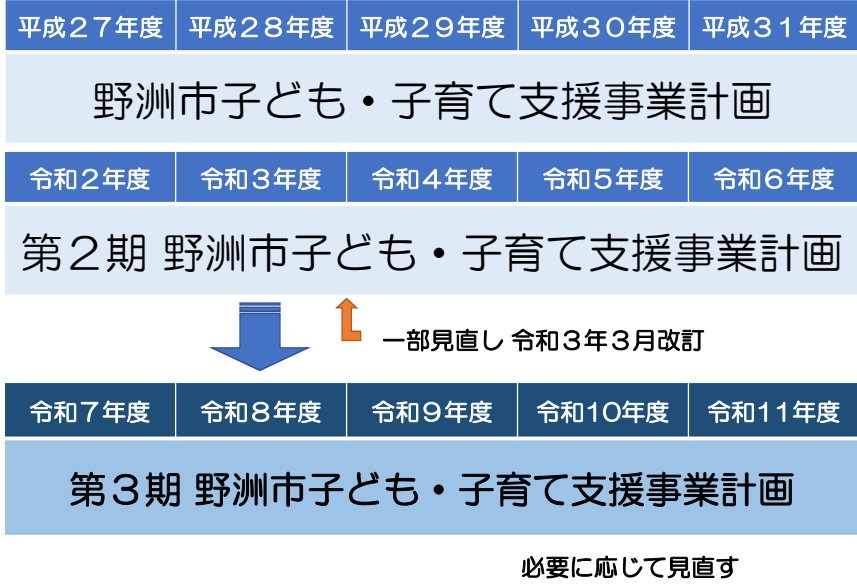 平成２７年度 平成２８年度 平成２９年度 平成３０年度 平成３１年度
野洲市子ども・子育て支援事業計画
令和２年度 令和３年度 令和４年度 令和５年度 令和６年度
第２期 野洲市子ども・子育て支援事業計画
一部見直し 令和３年３月改訂
令和７年度 令和８年度 令和９年度 令和10年度 令和11年度
第３期 野洲市子ども・子育て支援事業計画
必要に応じて見直す